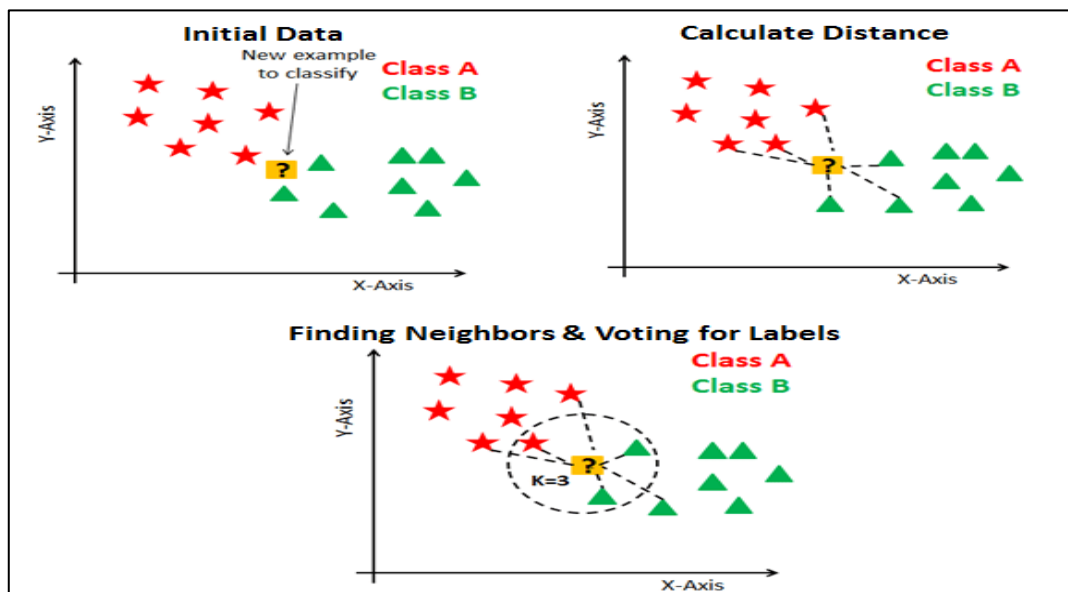 Initial Data
New example
to classify
Class A
Class B
Y-Axis
?
X-Axis
Calculate Distance
Class A
Class B
Y-Axis
?
X-Axis
Finding Neighbors & Voting for Labels
Class A
Class B
Y-Axis
?
K=3
X-Axis